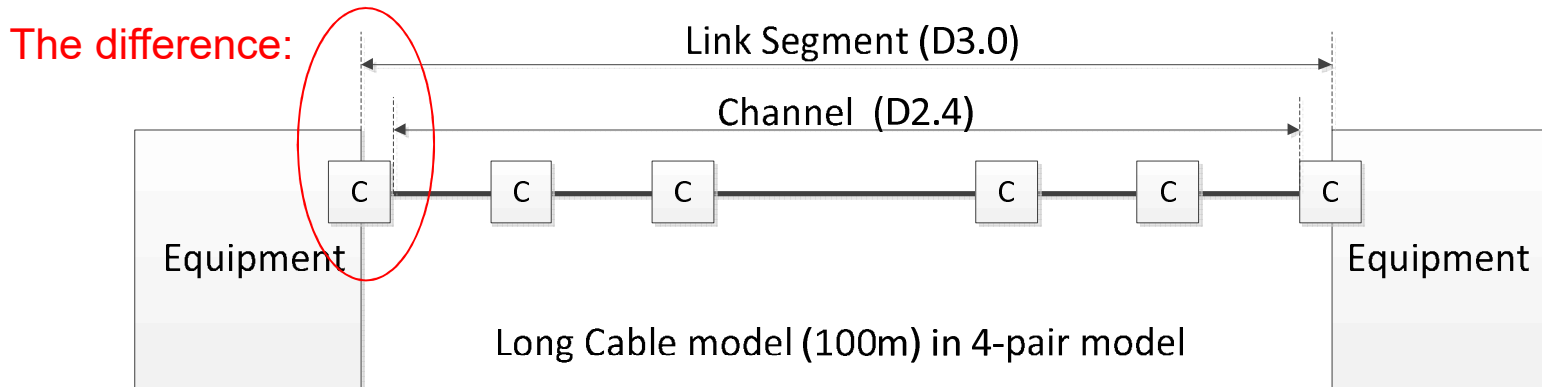 The difference:
Link Segment (D3.0)
Channel (D2.4)
C C C C C C
Equipment Equipment
Long Cable model (100m) in 4-pair model